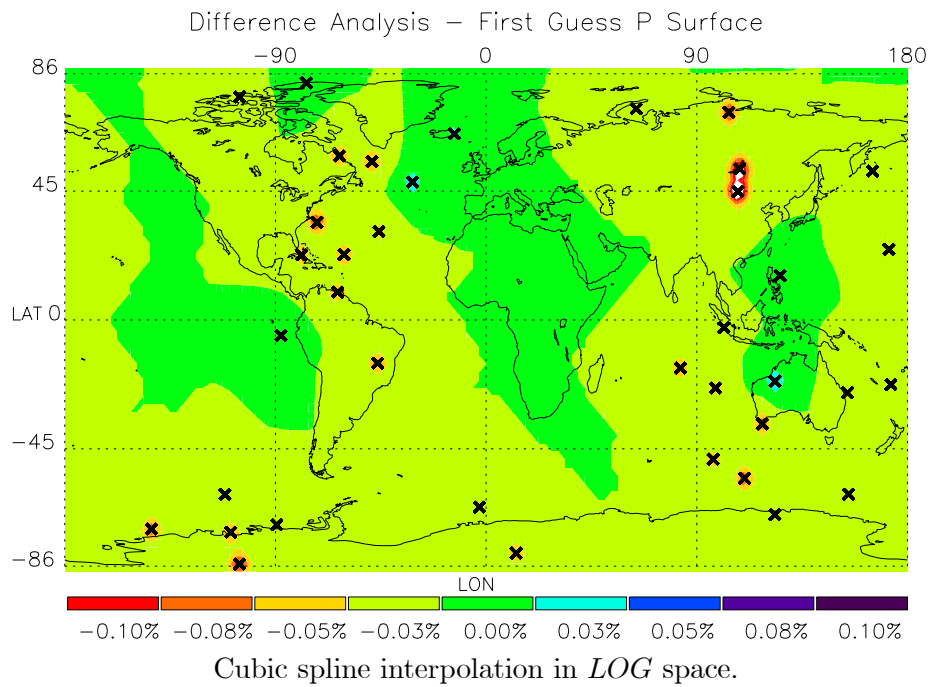 Difference Analysis − First Guess P Surface
−90 0 90 180
86
45
LAT 0
−45
−86
LON
−0.10% −0.08% −0.05% −0.03% 0.00% 0.03% 0.05% 0.08% 0.10%
Cubic spline interpolation in LOG space.